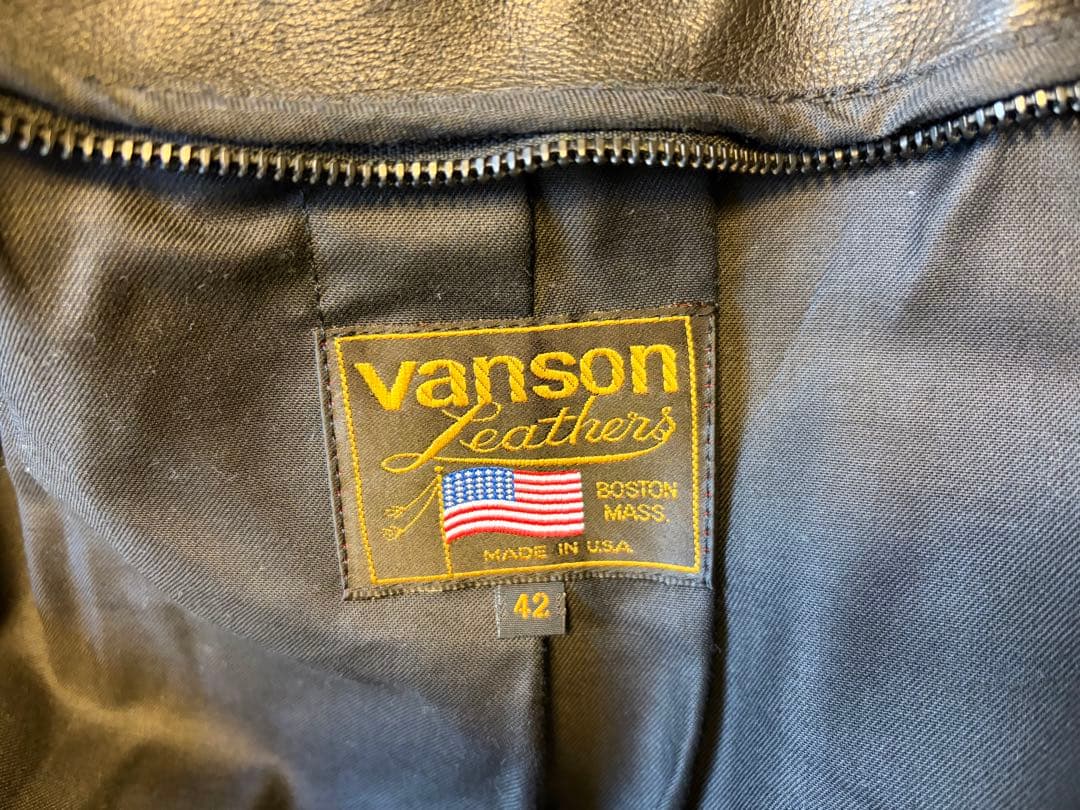 vanson
Leathers
BOSTON
MASS.
MADE IN U.S.A.
42